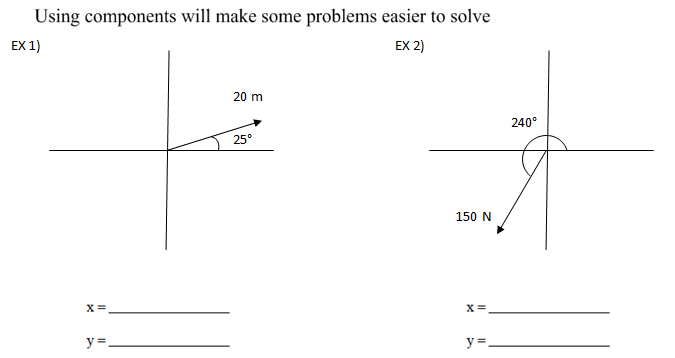 Using components will make some problems easier to solve
EX 1)
EX 2)
20 m
25°
240°
150 N
x =
y =
x =
y =